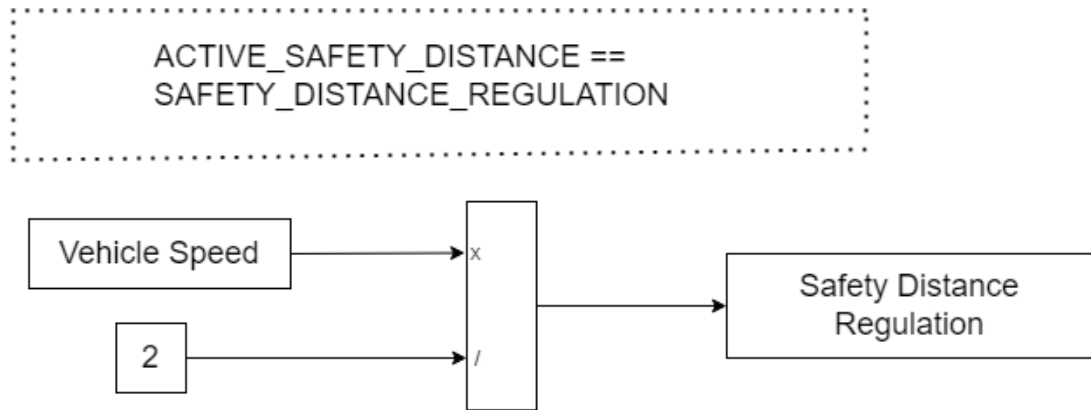 ACTIVE_SAFETY_DISTANCE ==
SAFETY_DISTANCE_REGULATION
Vehicle Speed
x
2
/
Safety Distance
Regulation